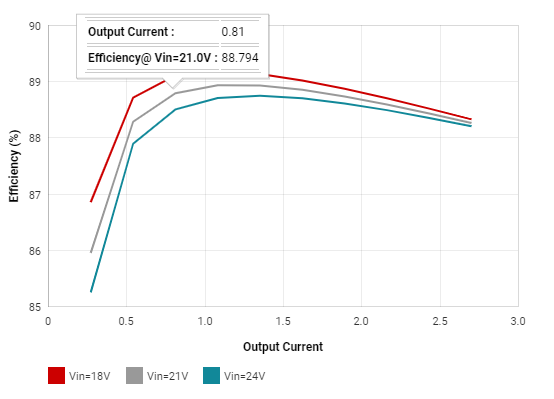 Output Current : 0.81
Efficiency@ Vin=21.0V : 88.794
90
89
88
87
86
85
Efficiency (%)
0 0.5 1.0 1.5 2.0 2.5 3.0
Output Current
Vin=18V Vin=21V Vin=24V